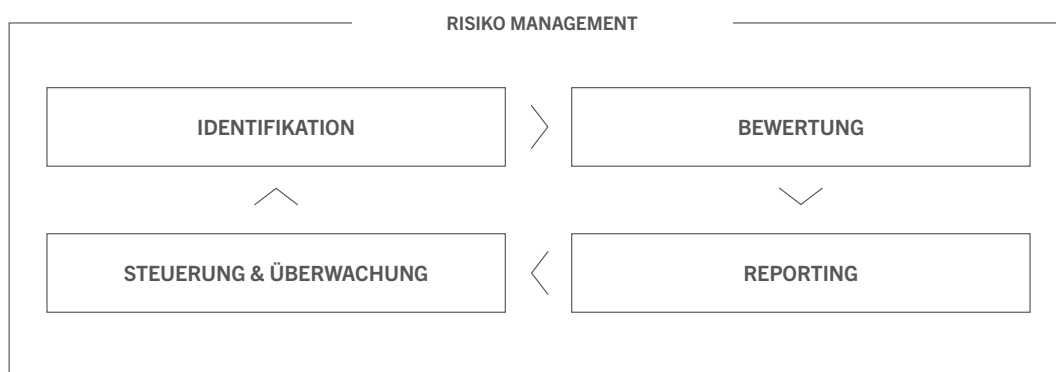 RISIKO MANAGEMENT
IDENTIFIKATION
BEWERTUNG
STEUERUNG & ÜBERWACHUNG
REPORTING